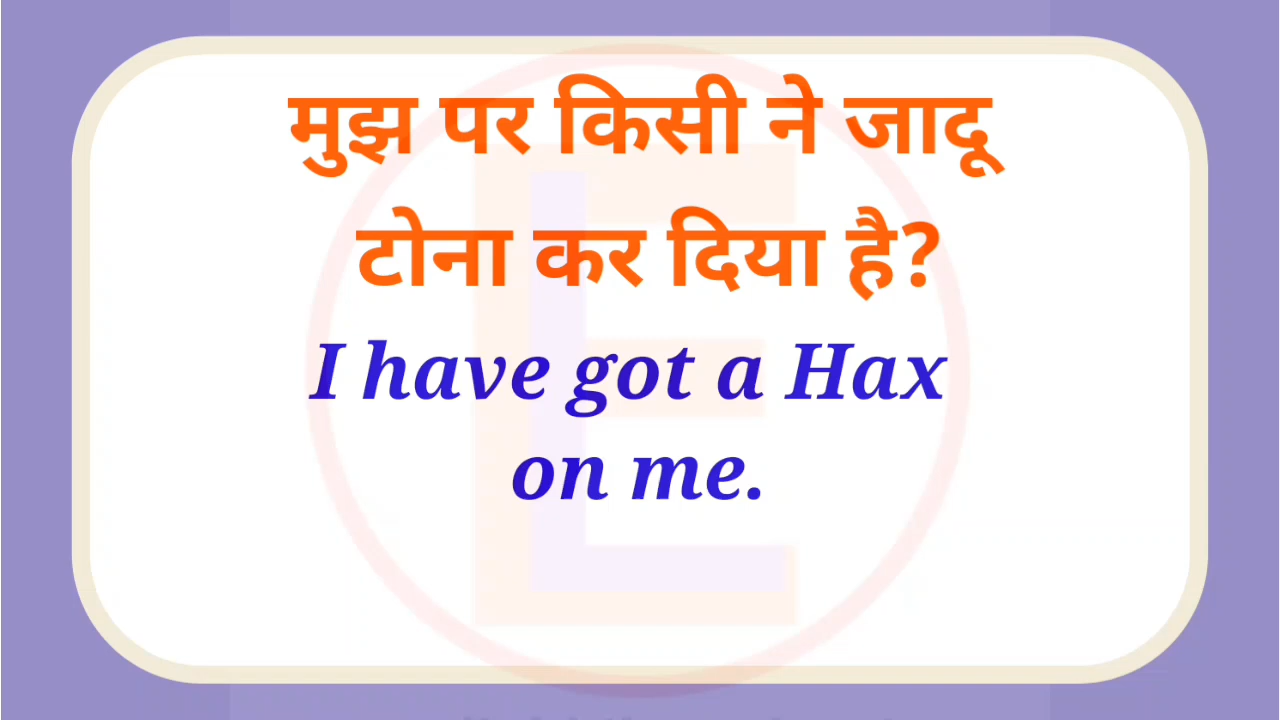 मुझ पर किसी ने जादू
टोना कर दिया है?
I have got a Hax
on me.